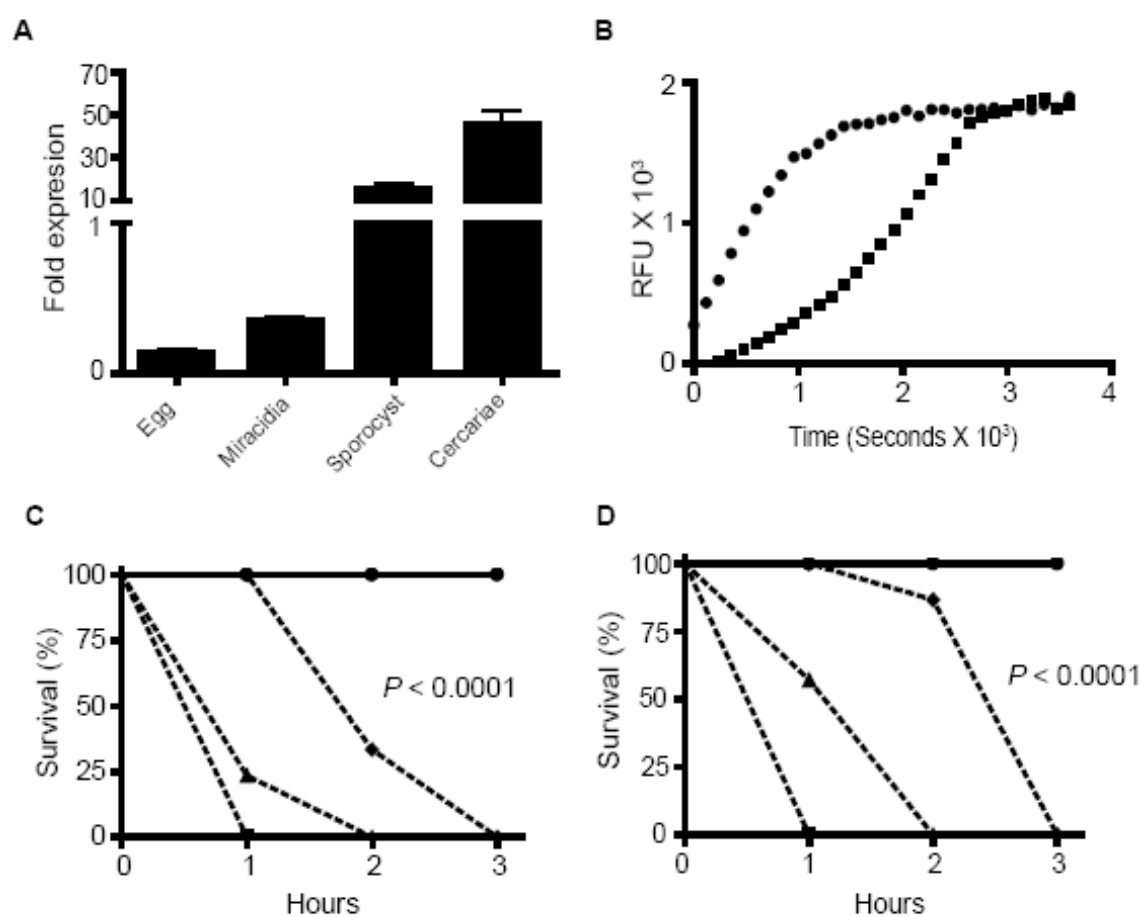 A
Fold expresion
70
50
30
10
1
0
Egg
Miracidia
Sporocyst
Cercariae
B
RFU X 10³
2
1
0
0 1 2 3 4
Time (Seconds X 10³)
C
Survival (%)
100
75
50
25
0
P < 0.0001
0 1 2 3
Hours
D
Survival (%)
100
75
50
25
0
P < 0.0001
0 1 2 3
Hours